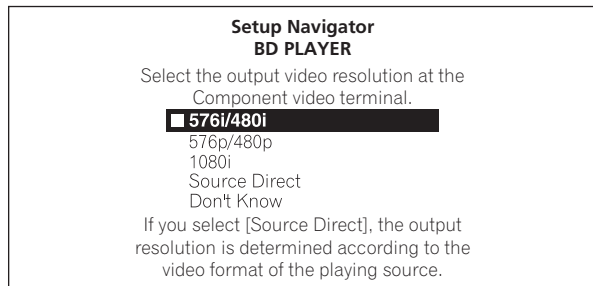 Setup Navigator
BD PLAYER
Select the output video resolution at the
Component video terminal.
576i/480i
576p/480p
1080i
Source Direct
Don't Know
If you select [Source Direct], the output
resolution is determined according to the
video format of the playing source.